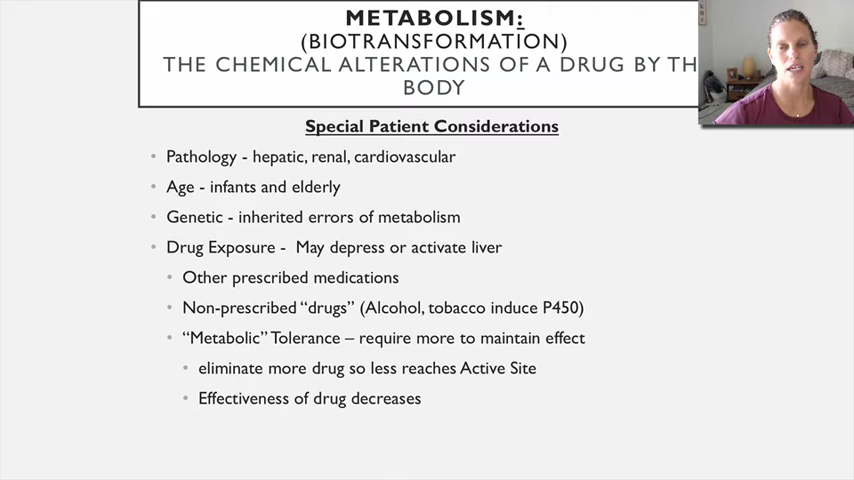 METABOLISM:
(BIOTRANSFORMATION)
THE CHEMICAL ALTERATIONS OF A DRUG BY TH
BODY
Special Patient Considerations
• Pathology - hepatic, renal, cardiovascular
• Age - infants and elderly
• Genetic - inherited errors of metabolism
• Drug Exposure - May depress or activate liver
• Other prescribed medications
• Non-prescribed “drugs” (Alcohol, tobacco induce P450)
• “Metabolic” Tolerance – require more to maintain effect
• eliminate more drug so less reaches Active Site
• Effectiveness of drug decreases